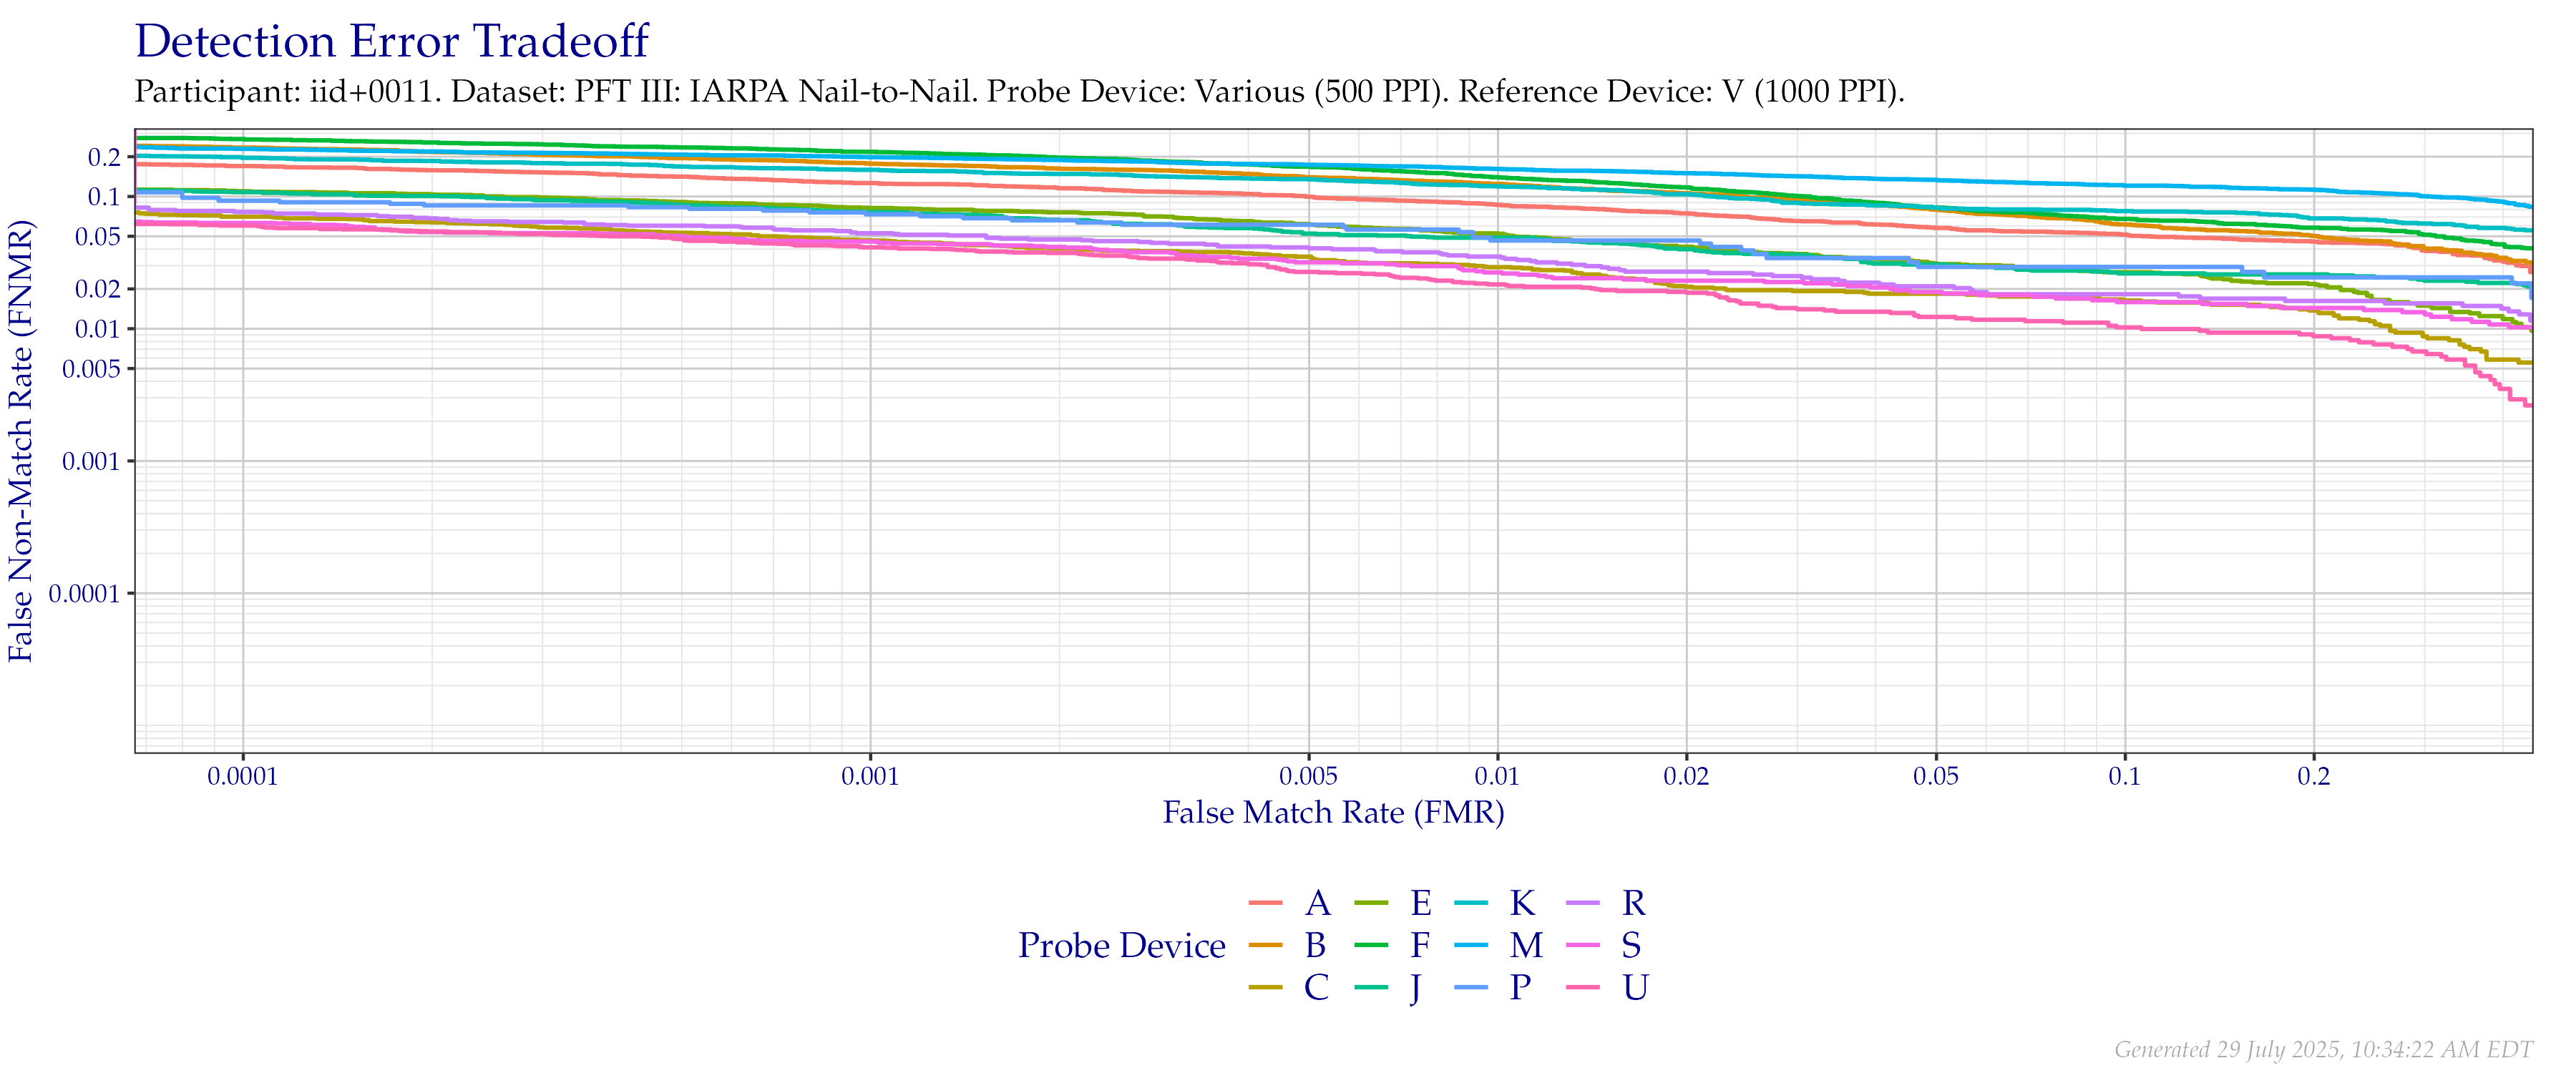 Detection Error Tradeoff
Participant: iid+0011. Dataset: PFT III: IARPA Nail-to-Nail. Probe Device: Various (500 PPI). Reference Device: V (1000 PPI).
False Non-Match Rate (FNMR)
0.2
0.1
0.05
0.02
0.01
0.005
0.001
0.0001
0.0001 0.001 0.005 0.01 0.02 0.05 0.1 0.2
False Match Rate (FMR)
Probe Device
A E K R
B F M S
C J P U
Generated 29 July 2025, 10:34:22 AM EDT